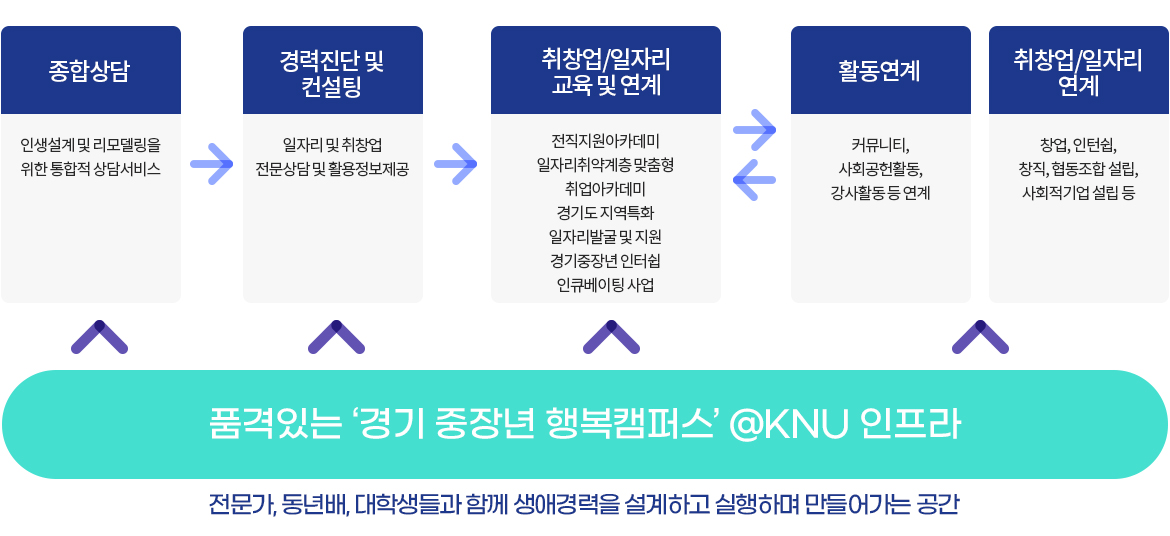 종합상담
인생설계 및 리모델링을
위한 통합적 상담서비스
경력진단 및
컨설팅
일자리 및 취창업
전문상담 및 활용정보제공
취창업/일자리
교육 및 연계
전직지원아카데미
일자리취약계층 맞춤형
취업아카데미
경기도 지역특화
일자리발굴 및 지원
경기중장년 인터쉽
인큐베이팅 사업
활동연계
커뮤니티,
사회공헌활동,
강사활동 등 연계
취창업/일자리
연계
창업, 인턴쉽,
창직, 협동조합 설립,
사회적기업 설립 등
품격있는 ‘경기 중장년 행복캠퍼스’ @KNU 인프라
전문가, 동년배, 대학생들과 함께 생애경력을 설계하고 실행하며 만들어가는 공간